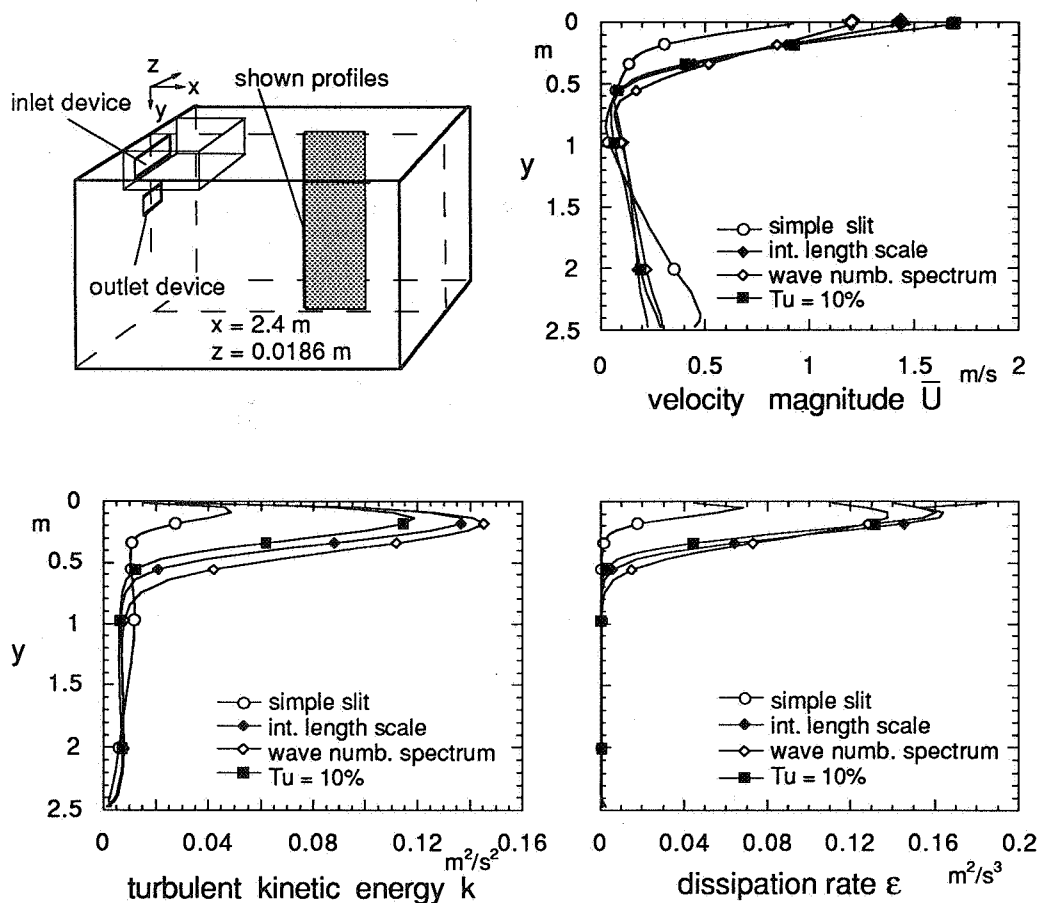 z
x
y
inlet device
shown profiles
outlet device
x = 2.4 m
z = 0.0186 m
0
m
0.5
1
y
1.5
2
2.5
simple slit
int. length scale
wave numb. spectrum
Tu = 10%
0 0.5 1 1.5 2
m/s
velocity magnitude U̅
0
m
0.5
1
y
1.5
2
2.5
simple slit
int. length scale
wave numb. spectrum
Tu = 10%
0 0.04 0.08 0.12 0.16
m²/s²
turbulent kinetic energy k
simple slit
int. length scale
wave numb. spectrum
Tu = 10%
0 0.04 0.08 0.12 0.16 0.2
m²/s³
dissipation rate ε